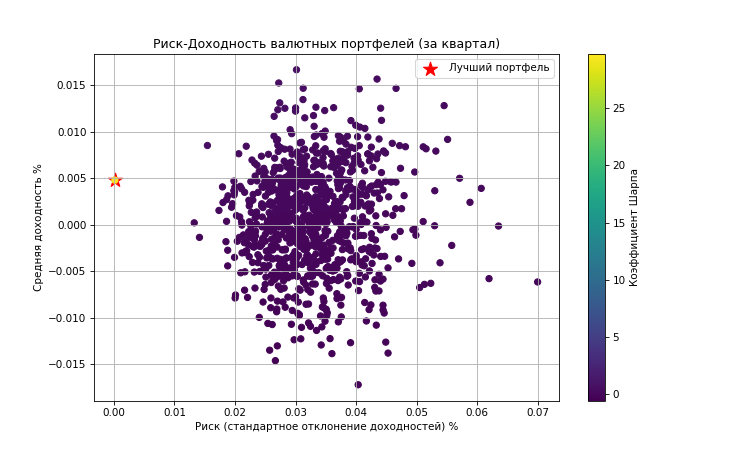 Риск-Доходность валютных портфелей (за квартал)
Лучший портфель
0.015
0.010
0.005
0.000
−0.005
−0.010
−0.015
Средняя доходность %
0.00 0.01 0.02 0.03 0.04 0.05 0.06 0.07
Риск (стандартное отклонение доходностей) %
25
20
15
10
5
0
Коэффициент Шарпа